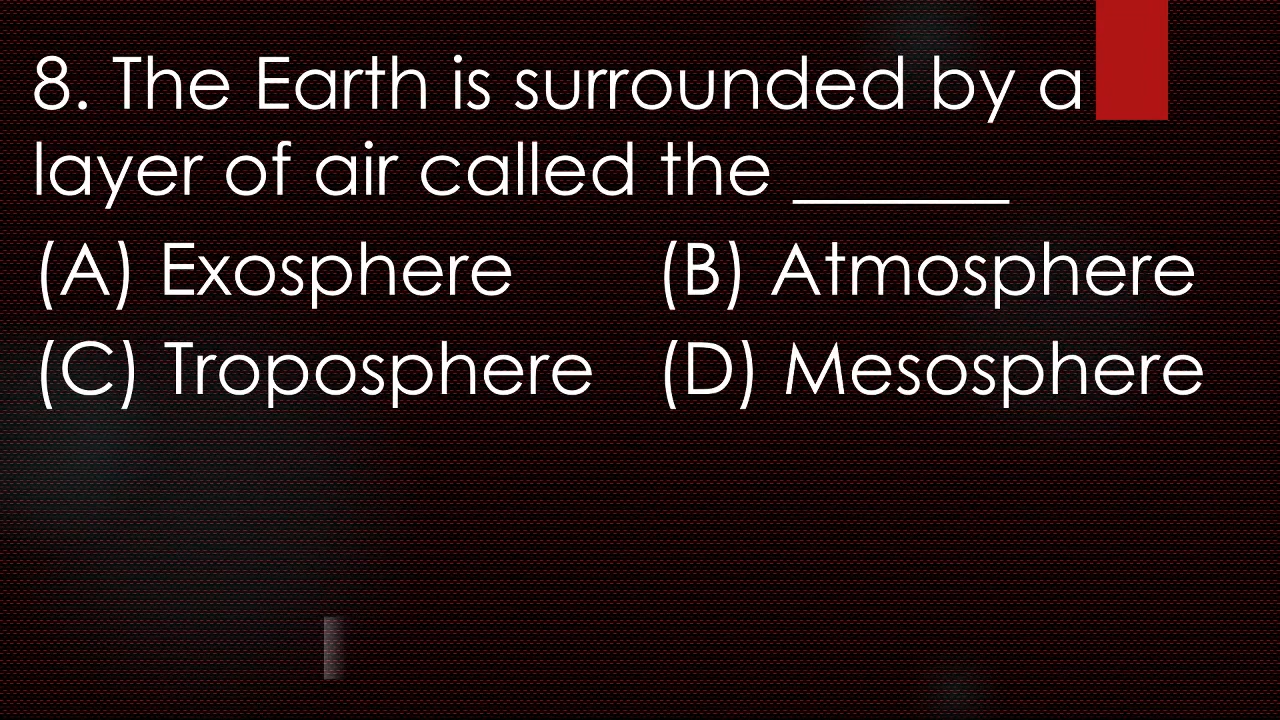 8. The Earth is surrounded by a
layer of air called the ______
(A) Exosphere (B) Atmosphere
(C) Troposphere (D) Mesosphere